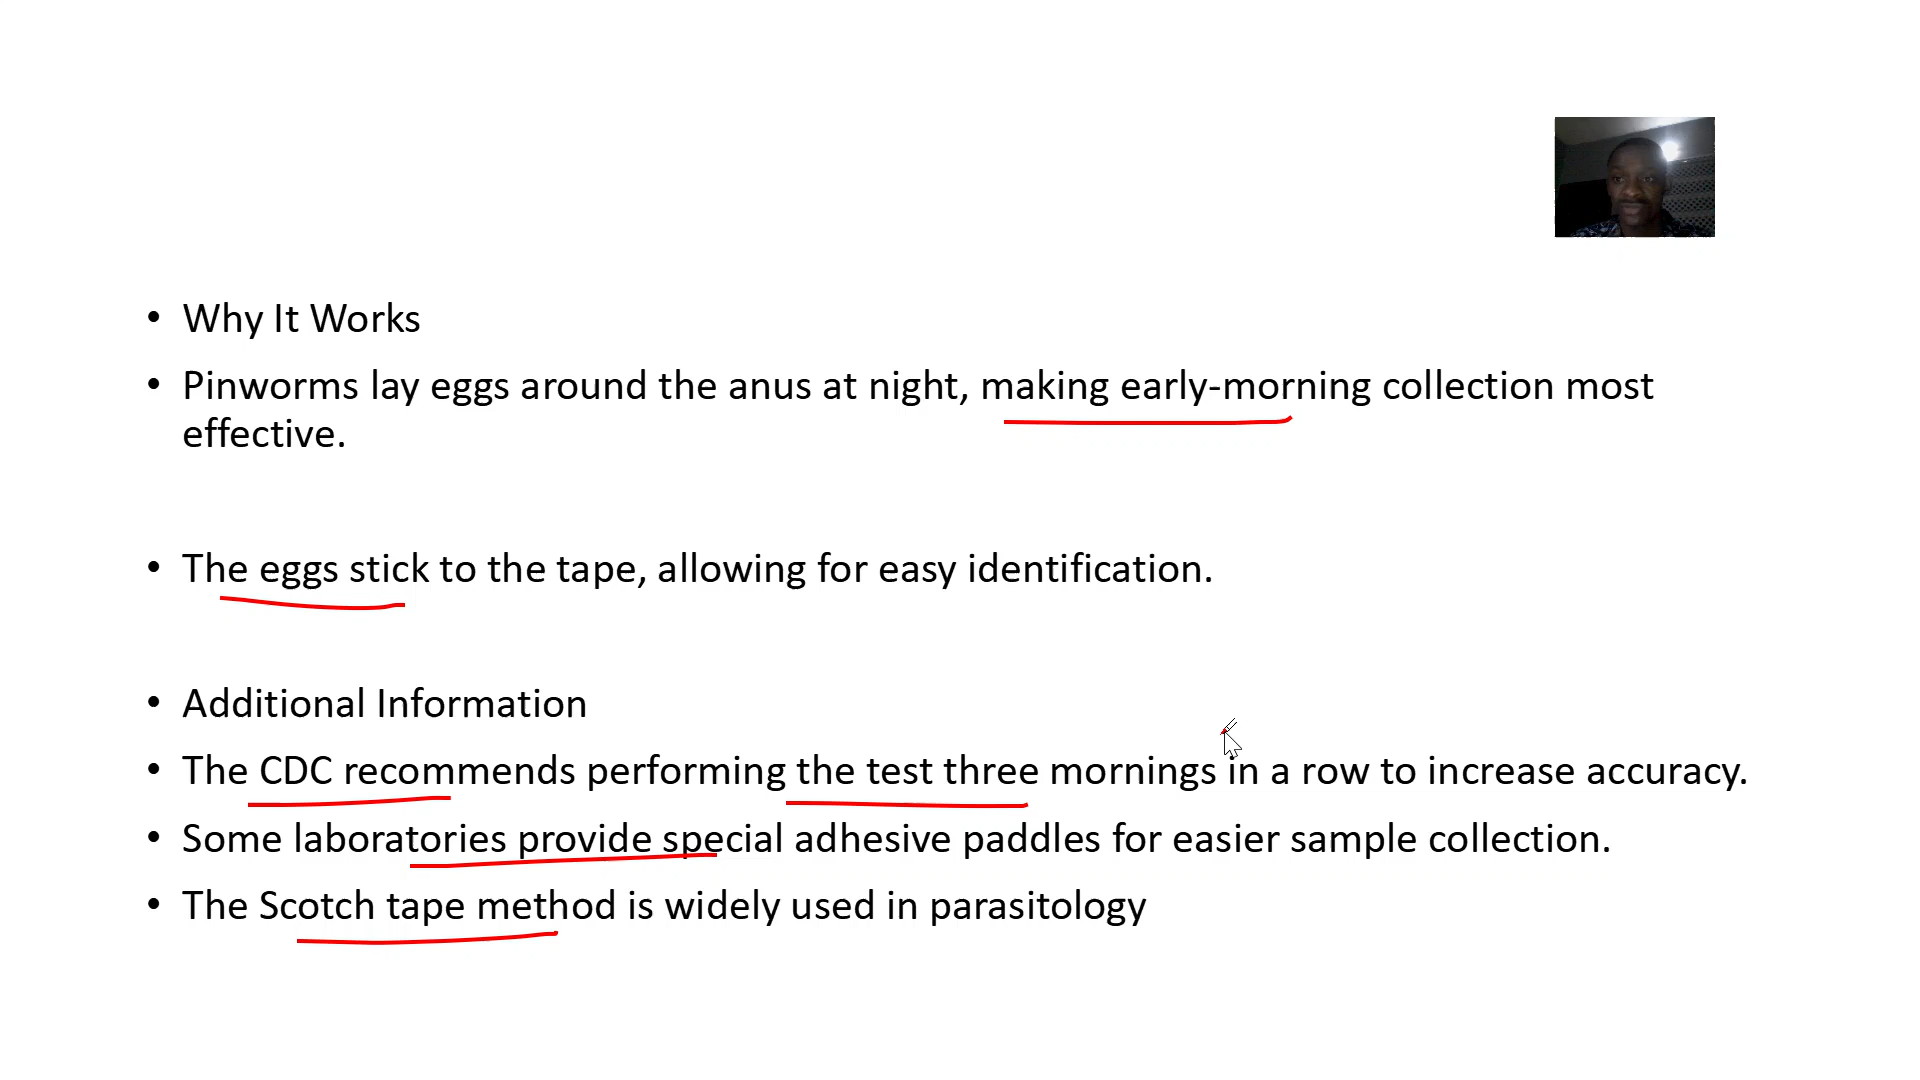 • Why It Works
• Pinworms lay eggs around the anus at night, making early-morning collection most
effective.
• The eggs stick to the tape, allowing for easy identification.
• Additional Information
• The CDC recommends performing the test three mornings in a row to increase accuracy.
• Some laboratories provide special adhesive paddles for easier sample collection.
• The Scotch tape method is widely used in parasitology